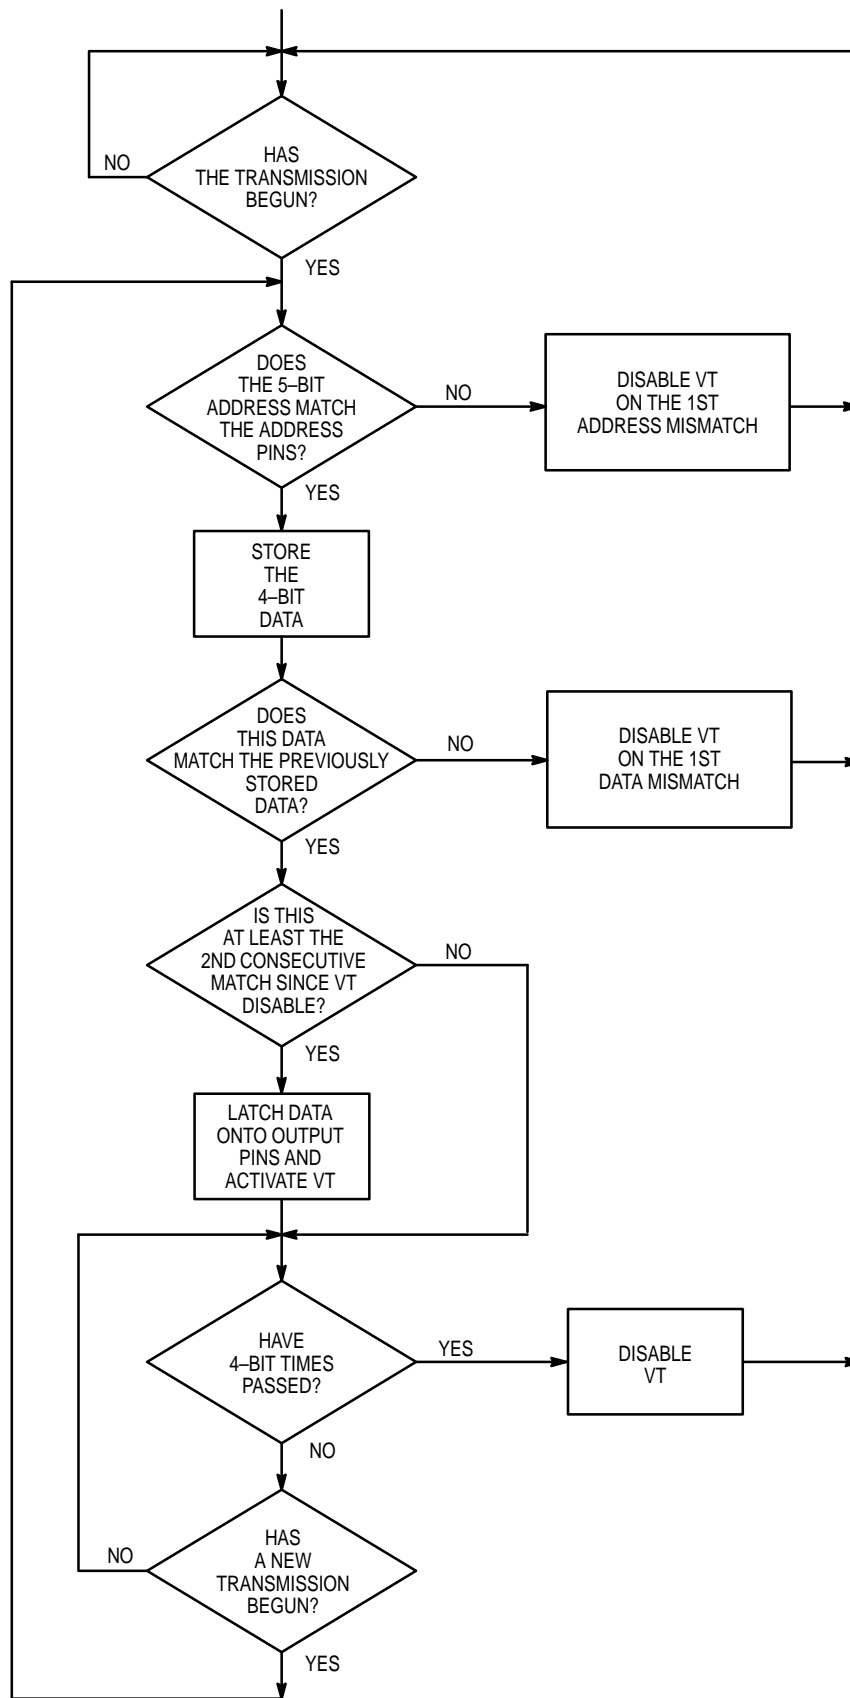 HAS
THE TRANSMISSION
BEGUN?
NO
YES
DOES
THE 5–BIT
ADDRESS MATCH
THE ADDRESS
PINS?
NO
DISABLE VT
ON THE 1ST
ADDRESS MISMATCH
YES
STORE
THE
4–BIT
DATA
DOES
THIS DATA
MATCH THE PREVIOUSLY
STORED
DATA?
NO
DISABLE VT
ON THE 1ST
DATA MISMATCH
YES
IS THIS
AT LEAST THE
2ND CONSECUTIVE
MATCH SINCE VT
DISABLE?
NO
YES
LATCH DATA
ONTO OUTPUT
PINS AND
ACTIVATE VT
HAVE
4–BIT TIMES
PASSED?
YES
DISABLE
VT
NO
HAS
A NEW
TRANSMISSION
BEGUN?
NO
YES